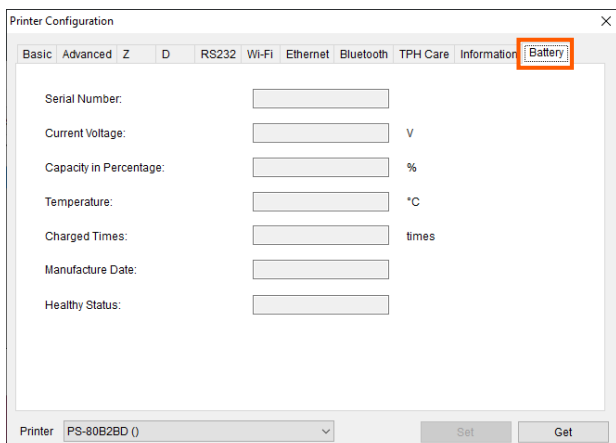 Printer Configuration
Basic Advanced Z D RS232 Wi-Fi Ethernet Bluetooth TPH Care Information Battery
Serial Number:
Current Voltage: V
Capacity in Percentage: %
Temperature: °C
Charged Times: times
Manufacture Date:
Healthy Status:
Printer PS-80B2BD () Set Get